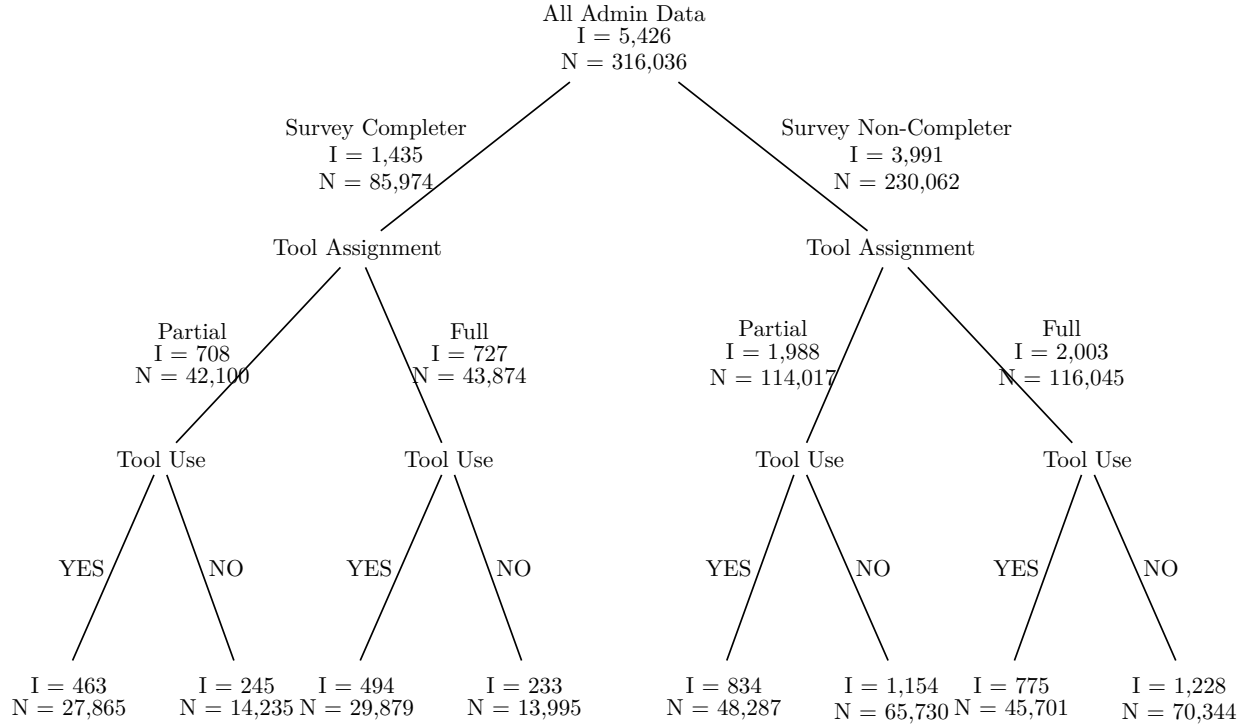 All Admin Data
I = 5,426
N = 316,036
Survey Completer
I = 1,435
N = 85,974
Survey Non-Completer
I = 3,991
N = 230,062
Tool Assignment
Tool Assignment
Partial
I = 708
N = 42,100
Full
I = 727
N = 43,874
Partial
I = 1,988
N = 114,017
Full
I = 2,003
N = 116,045
Tool Use
Tool Use
Tool Use
Tool Use
YES
NO
YES
NO
YES
NO
YES
NO
I = 463
N = 27,865
I = 245
N = 14,235
I = 494
N = 29,879
I = 233
N = 13,995
I = 834
N = 48,287
I = 1,154
N = 65,730
I = 775
N = 45,701
I = 1,228
N = 70,344